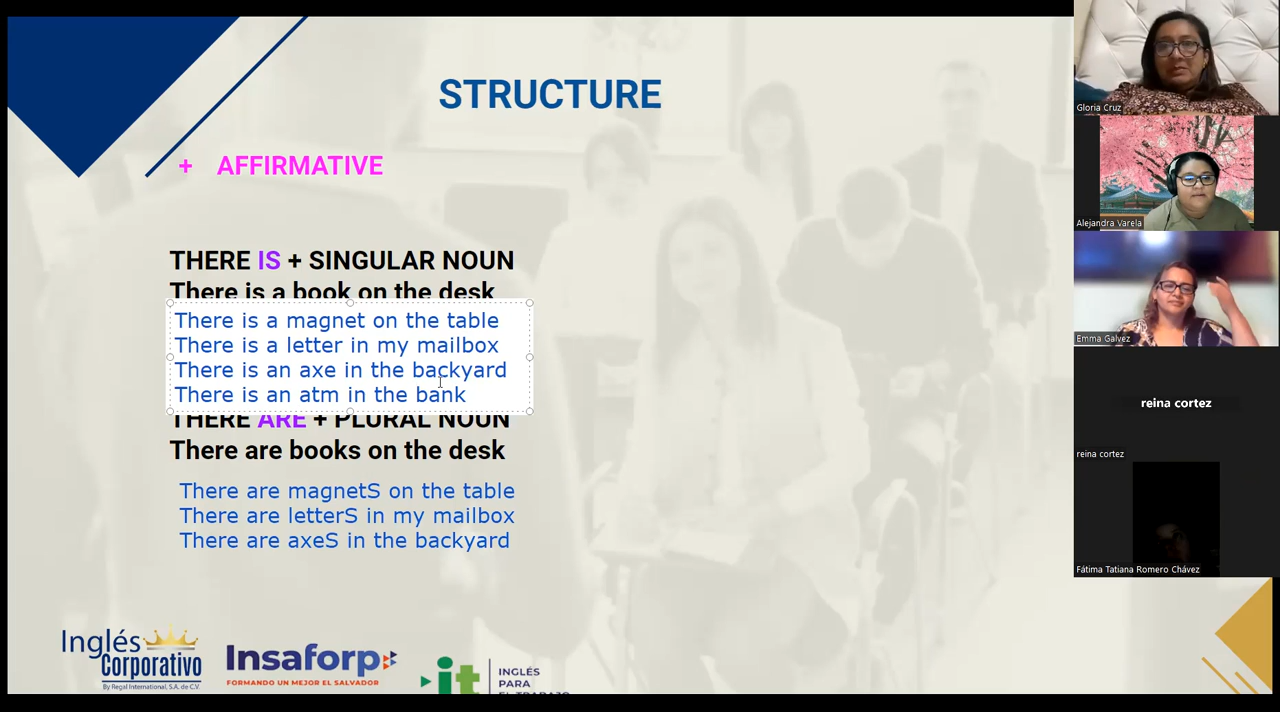 STRUCTURE
+ AFFIRMATIVE
THERE IS + SINGULAR NOUN
There is a book on the desk
There is a magnet on the table
There is a letter in my mailbox
There is an axe in the backyard
There is an atm in the bank
THERE ARE + PLURAL NOUN
There are books on the desk
There are magnetS on the table
There are letterS in my mailbox
There are axeS in the backyard
Inglés
Corporativo
By Regal International, S.A. de C.V.
Insaforp
FORMANDO UN MEJOR EL SALVADOR
it
INGLÉS
PARA
EL TRABAJO
Gloria Cruz
Alejandra Varela
Emma Galvez
reina cortez
reina cortez
Fátima Tatiana Romero Chávez